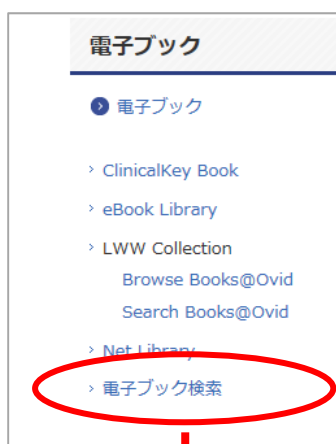 電子ブック
電子ブック
ClinicalKey Book
eBook Library
LWW Collection
Browse Books@Ovid
Search Books@Ovid
Net Library
電子ブック検索